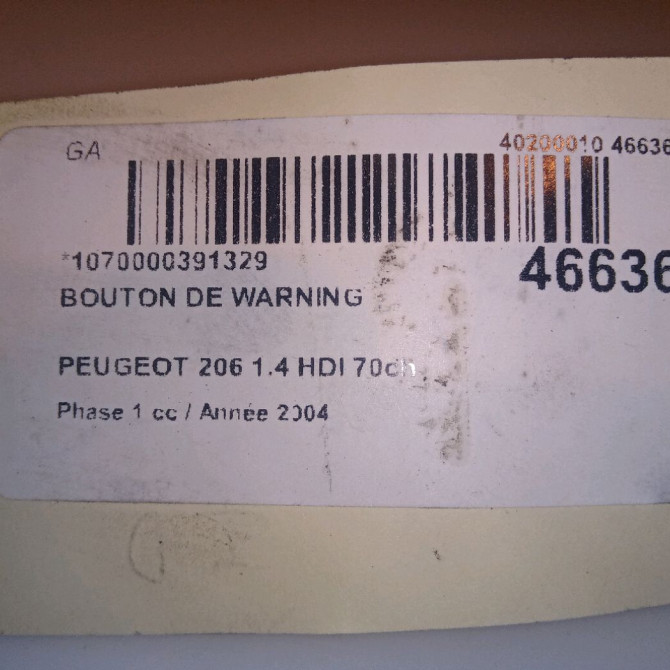 GA
40200010 46636
*1070000391329
46636
BOUTON DE WARNING
PEUGEOT 206 1.4 HDI 70ch
Phase 1 cc / Année 2004